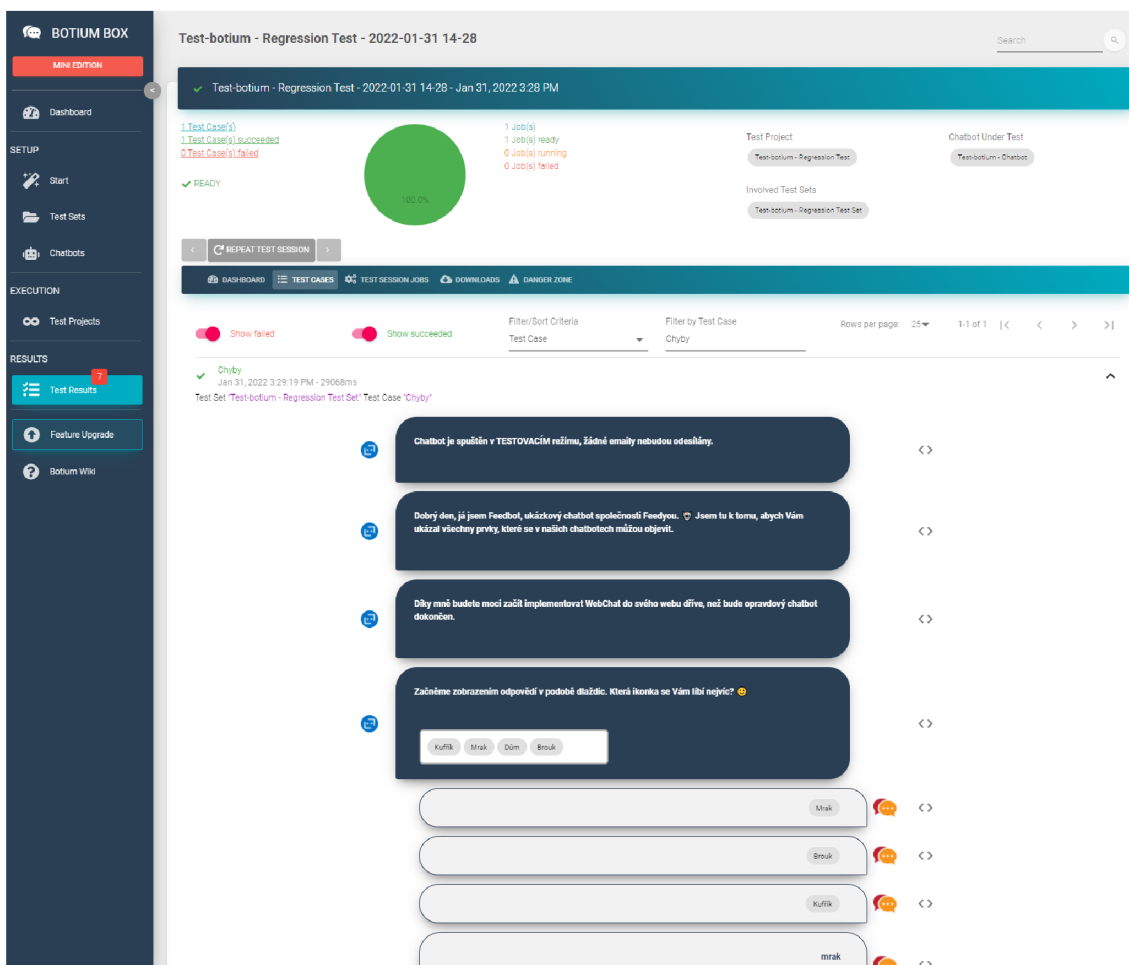 BOTIUM BOX
MINI EDITION
<
Dashboard
SETUP
Start
Test Sets
Chatbots
EXECUTION
Test Projects
RESULTS
7
Test Results
Feature Upgrade
Botium Wiki
Test-botium - Regression Test - 2022-01-31 14-28
Search
Test-botium - Regression Test - 2022-01-31 14-28 - Jan 31, 2022 3:28 PM
1 Test Case(s)
1 Test Case(s) succeeded
0 Test Case(s) failed
READY
100.0%
1 Job(s)
1 Job(s) ready
0 Job(s) running
0 Job(s) failed
Test Project
Test-botium - Regression Test
Chatbot Under Test
Test-botium - Chatbot
Involved Test Sets
Test-botium - Regression Test Set
REPEAT TEST SESSION
DASHBOARD TEST CASES TEST SESSION JOBS DOWNLOADS DANGER ZONE
Show failed
Show succeeded
Filter/Sort Criteria
Test Case
Filter by Test Case
Chyby
Rows per page: 25 1-1 of 1
Chyby
Jan 31, 2022 3:29:19 PM - 29068ms
Test Set "Test-botium - Regression Test Set" Test Case "Chyby"
Chatbot je spuštěn v TESTOVACÍM režimu, žádné emaily nebudou odesílány.
Dobrý den, já jsem Feedbot, ukázkový chatbot společnosti Feedyou. Jsem tu k tomu, abych Vám
ukázal všechny prvky, které se v našich chatbotech můžou objevit.
Díky mně budete moci začít implementovat WebChat do svého webu dříve, než bude opravdový chatbot
dokončen.
Začněme zobrazením odpovědí v podobě dlaždic. Která ikonka se Vám líbí nejvíc? 🙂
Kufřík Mrak Dům Brouk
Mrak
Brouk
Kufřík
mrak